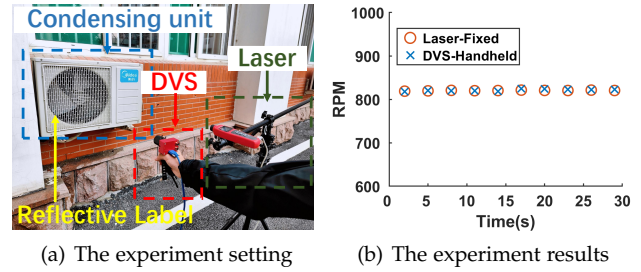 Condensing unit
Midea
DVS
Laser
Reflective Label
(a) The experiment setting
RPM
1000
900
800
700
600
Laser-Fixed
DVS-Handheld
0 5 10 15 20 25 30
Time(s)
(b) The experiment results